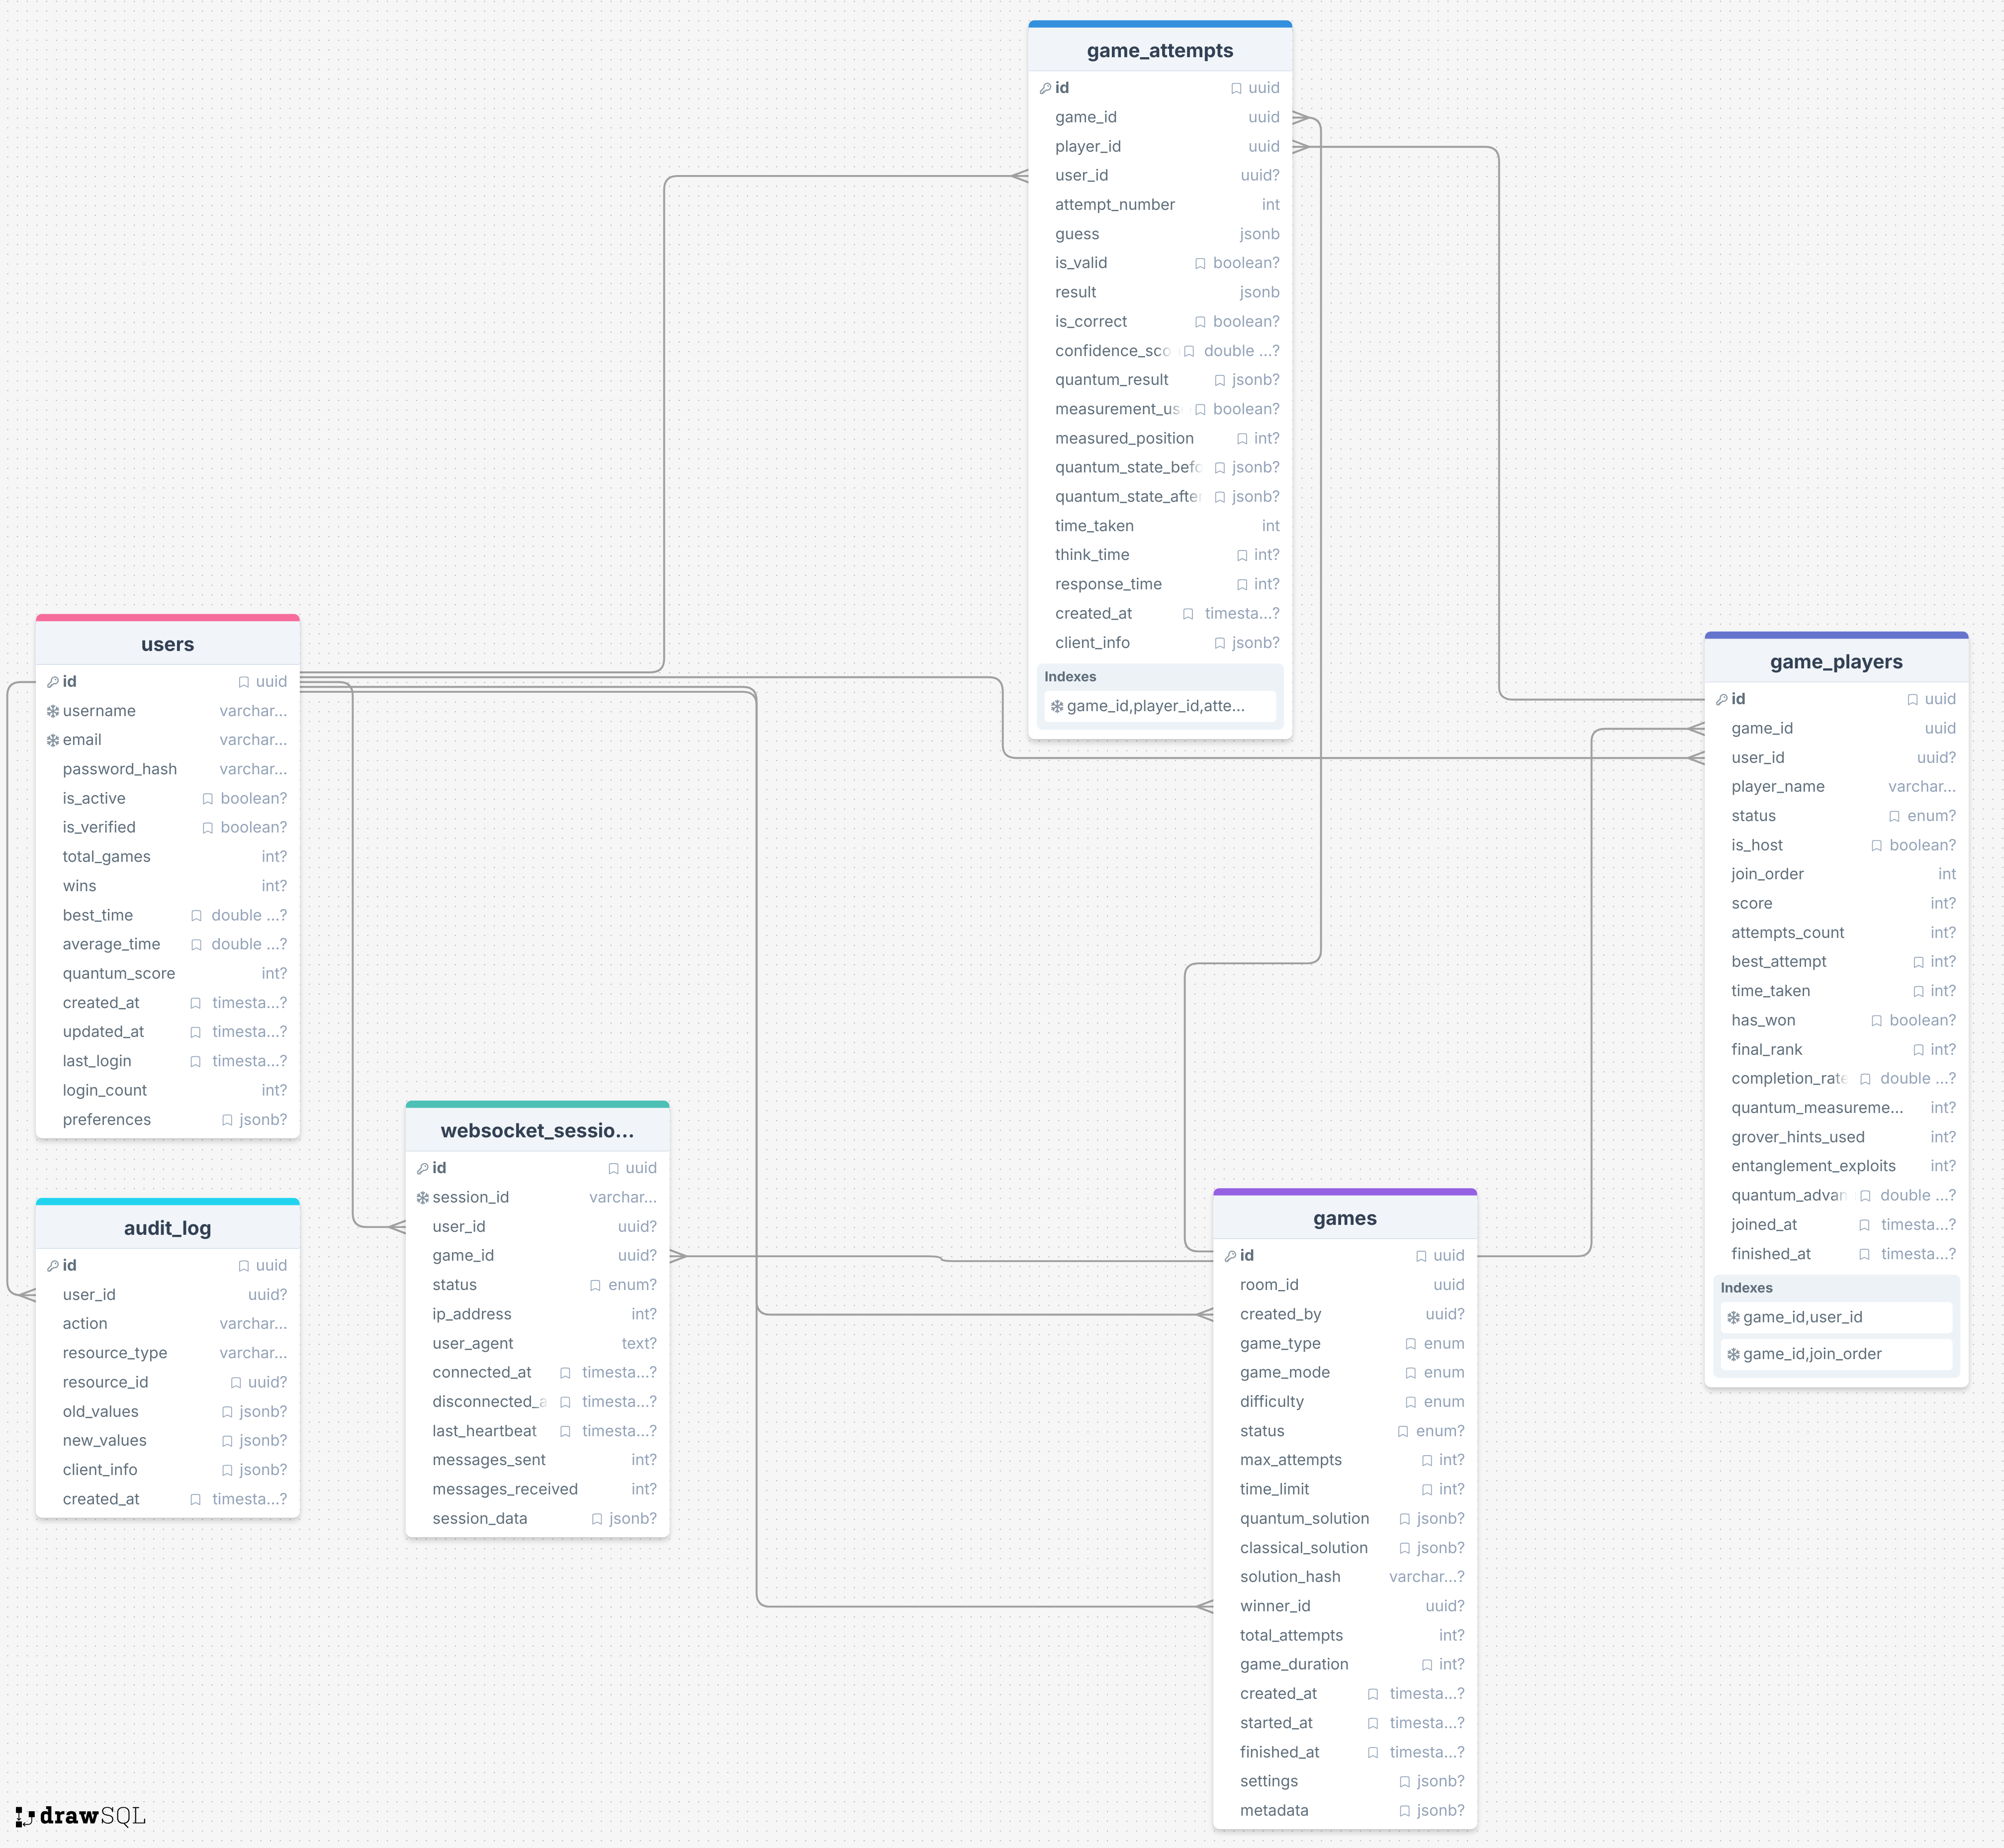 game_attempts
id uuid
game_id uuid
player_id uuid
user_id uuid?
attempt_number int
guess jsonb
is_valid boolean?
result jsonb
is_correct boolean?
confidence_sco double ...?
quantum_result jsonb?
measurement_us boolean?
measured_position int?
quantum_state_befo jsonb?
quantum_state_after jsonb?
time_taken int
think_time int?
response_time int?
created_at timesta...?
client_info jsonb?
Indexes
game_id,player_id,atte...
users
id uuid
username varchar...
email varchar...
password_hash varchar...
is_active boolean?
is_verified boolean?
total_games int?
wins int?
best_time double ...?
average_time double ...?
quantum_score int?
created_at timesta...?
updated_at timesta...?
last_login timesta...?
login_count int?
preferences jsonb?
game_players
id uuid
game_id uuid
user_id uuid?
player_name varchar...
status enum?
is_host boolean?
join_order int
score int?
attempts_count int?
best_attempt int?
time_taken int?
has_won boolean?
final_rank int?
completion_rate double ...?
quantum_measureme... int?
grover_hints_used int?
entanglement_exploits int?
quantum_advan double ...?
joined_at timesta...?
finished_at timesta...?
Indexes
game_id,user_id
game_id,join_order
websocket_sessio...
id uuid
session_id varchar...
user_id uuid?
game_id uuid?
status enum?
ip_address int?
user_agent text?
connected_at timesta...?
disconnected_a timesta...?
last_heartbeat timesta...?
messages_sent int?
messages_received int?
session_data jsonb?
audit_log
id uuid
user_id uuid?
action varchar...
resource_type varchar...
resource_id uuid?
old_values jsonb?
new_values jsonb?
client_info jsonb?
created_at timesta...?
games
id uuid
room_id uuid
created_by uuid?
game_type enum
game_mode enum
difficulty enum
status enum?
max_attempts int?
time_limit int?
quantum_solution jsonb?
classical_solution jsonb?
solution_hash varchar...?
winner_id uuid?
total_attempts int?
game_duration int?
created_at timesta...?
started_at timesta...?
finished_at timesta...?
settings jsonb?
metadata jsonb?
drawSQL